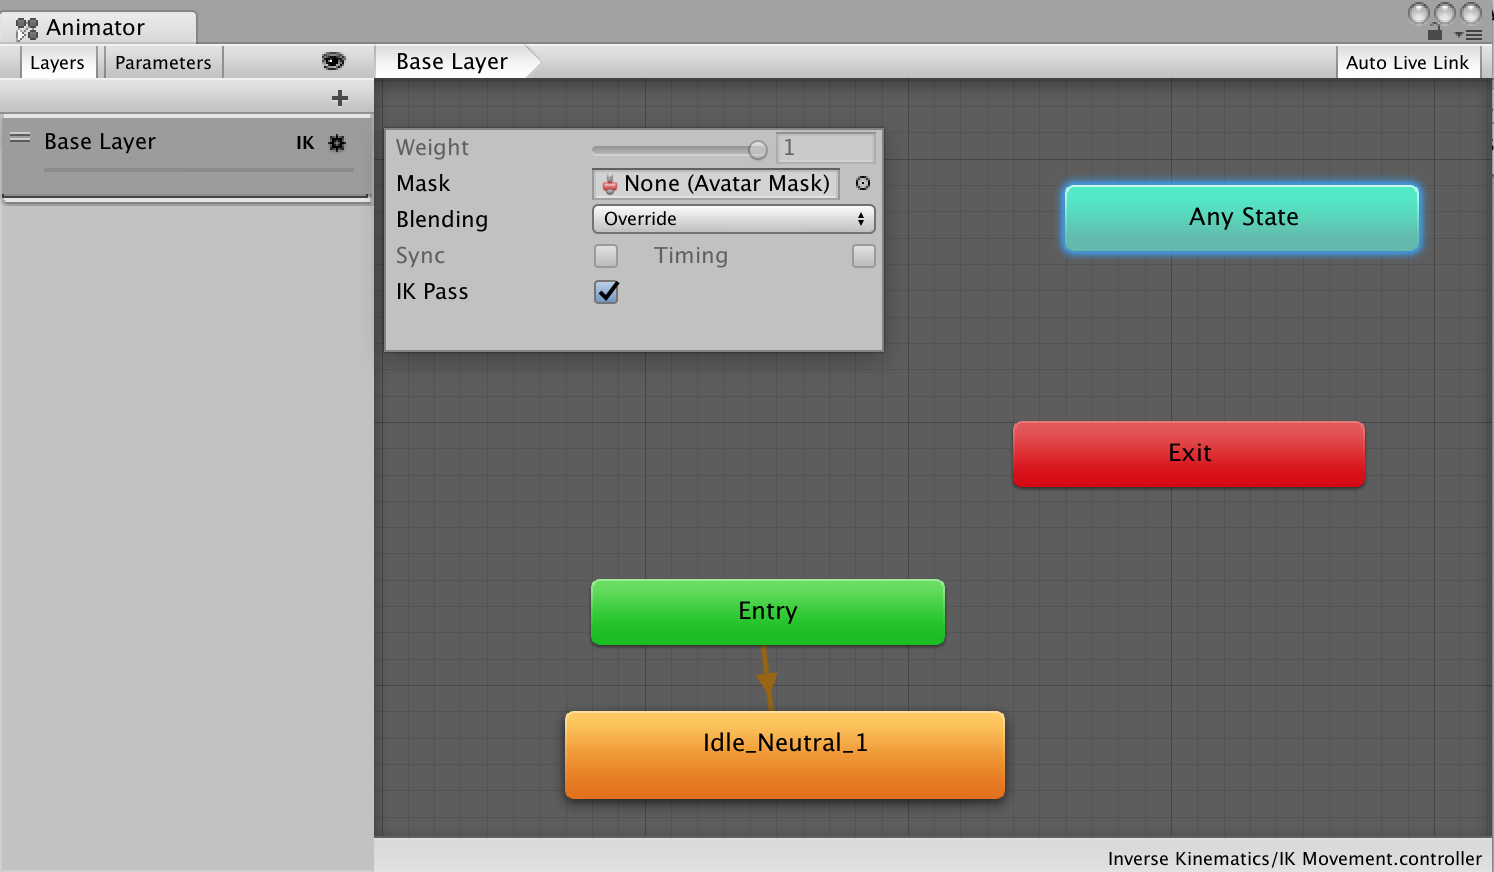 Animator
Layers Parameters
Base Layer
Auto Live Link
Base Layer IK
Weight 1
Mask None (Avatar Mask)
Blending Override
Sync Timing
IK Pass
Any State
Exit
Entry
Idle_Neutral_1
Inverse Kinematics/IK Movement.controller